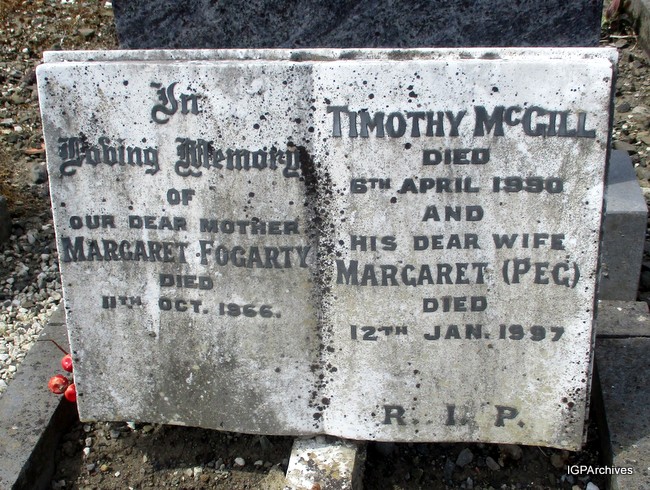 In
Loving Memory
OF
OUR DEAR MOTHER
MARGARET FOGARTY
DIED
11TH OCT. 1966.
TIMOTHY McGILL
DIED
6TH APRIL 1990
AND
HIS DEAR WIFE
MARGARET (PEG)
DIED
12TH JAN. 1997
R. I. P.
IGPArchives